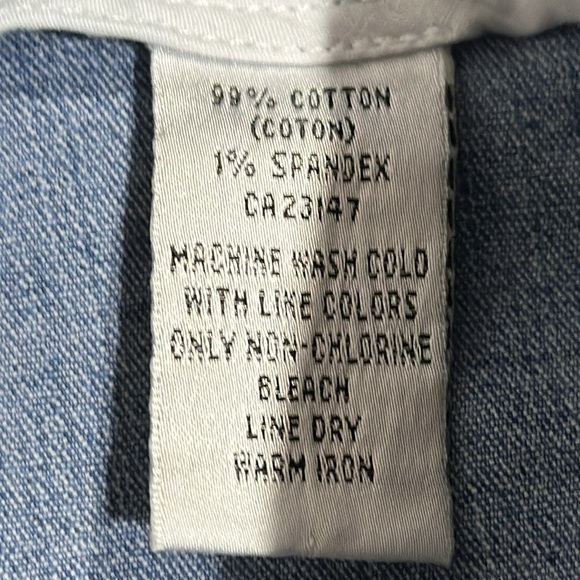 99% COTTON
(COTON)
1% SPANDEX
CA23147
MACHINE WASH COLD
WITH LIKE COLORS
ONLY NON-CHLORINE
BLEACH
LINE DRY
WARM IRON